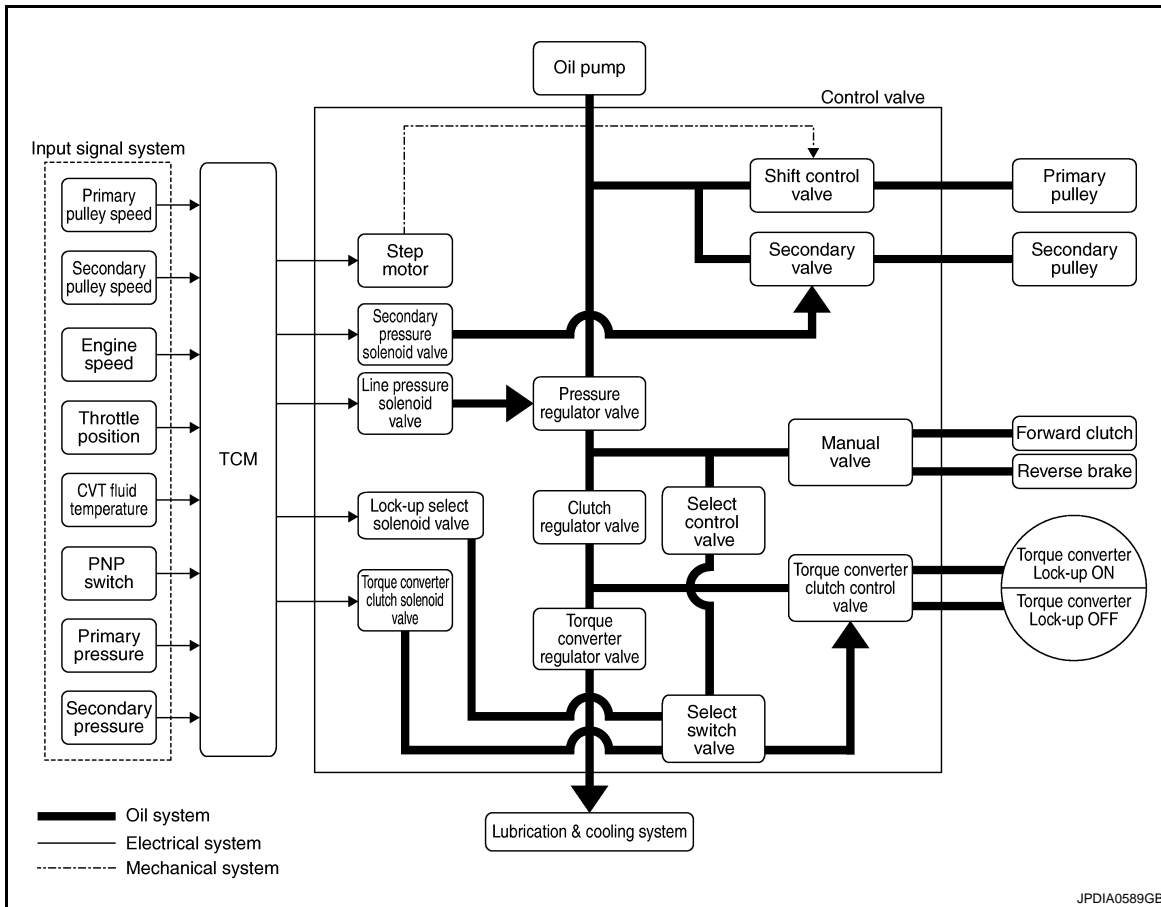 Oil pump
Control valve
Input signal system
Primary
pulley speed
Secondary
pulley speed
Engine
speed
Throttle
position
CVT fluid
temperature
PNP
switch
Primary
pressure
Secondary
pressure
TCM
Step
motor
Secondary
pressure
solenoid valve
Line pressure
solenoid
valve
Lock-up select
solenoid valve
Torque converter
clutch solenoid
valve
Pressure
regulator valve
Clutch
regulator valve
Torque
converter
regulator valve
Select
control
valve
Select
switch
valve
Shift control
valve
Secondary
valve
Manual
valve
Torque converter
clutch control
valve
Primary
pulley
Secondary
pulley
Forward clutch
Reverse brake
Torque converter
Lock-up ON
Torque converter
Lock-up OFF
Lubrication & cooling system
Oil system
Electrical system
Mechanical system
JPDIA0589GB